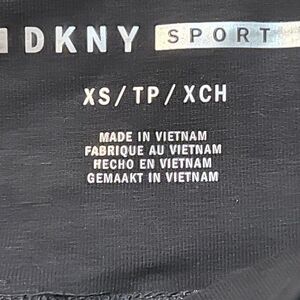 DKNY SPORT
XS/TP/XCH
MADE IN VIETNAM
FABRIQUE AU VIETNAM
HECHO EN VIETNAM
GEMAAKT IN VIETNAM